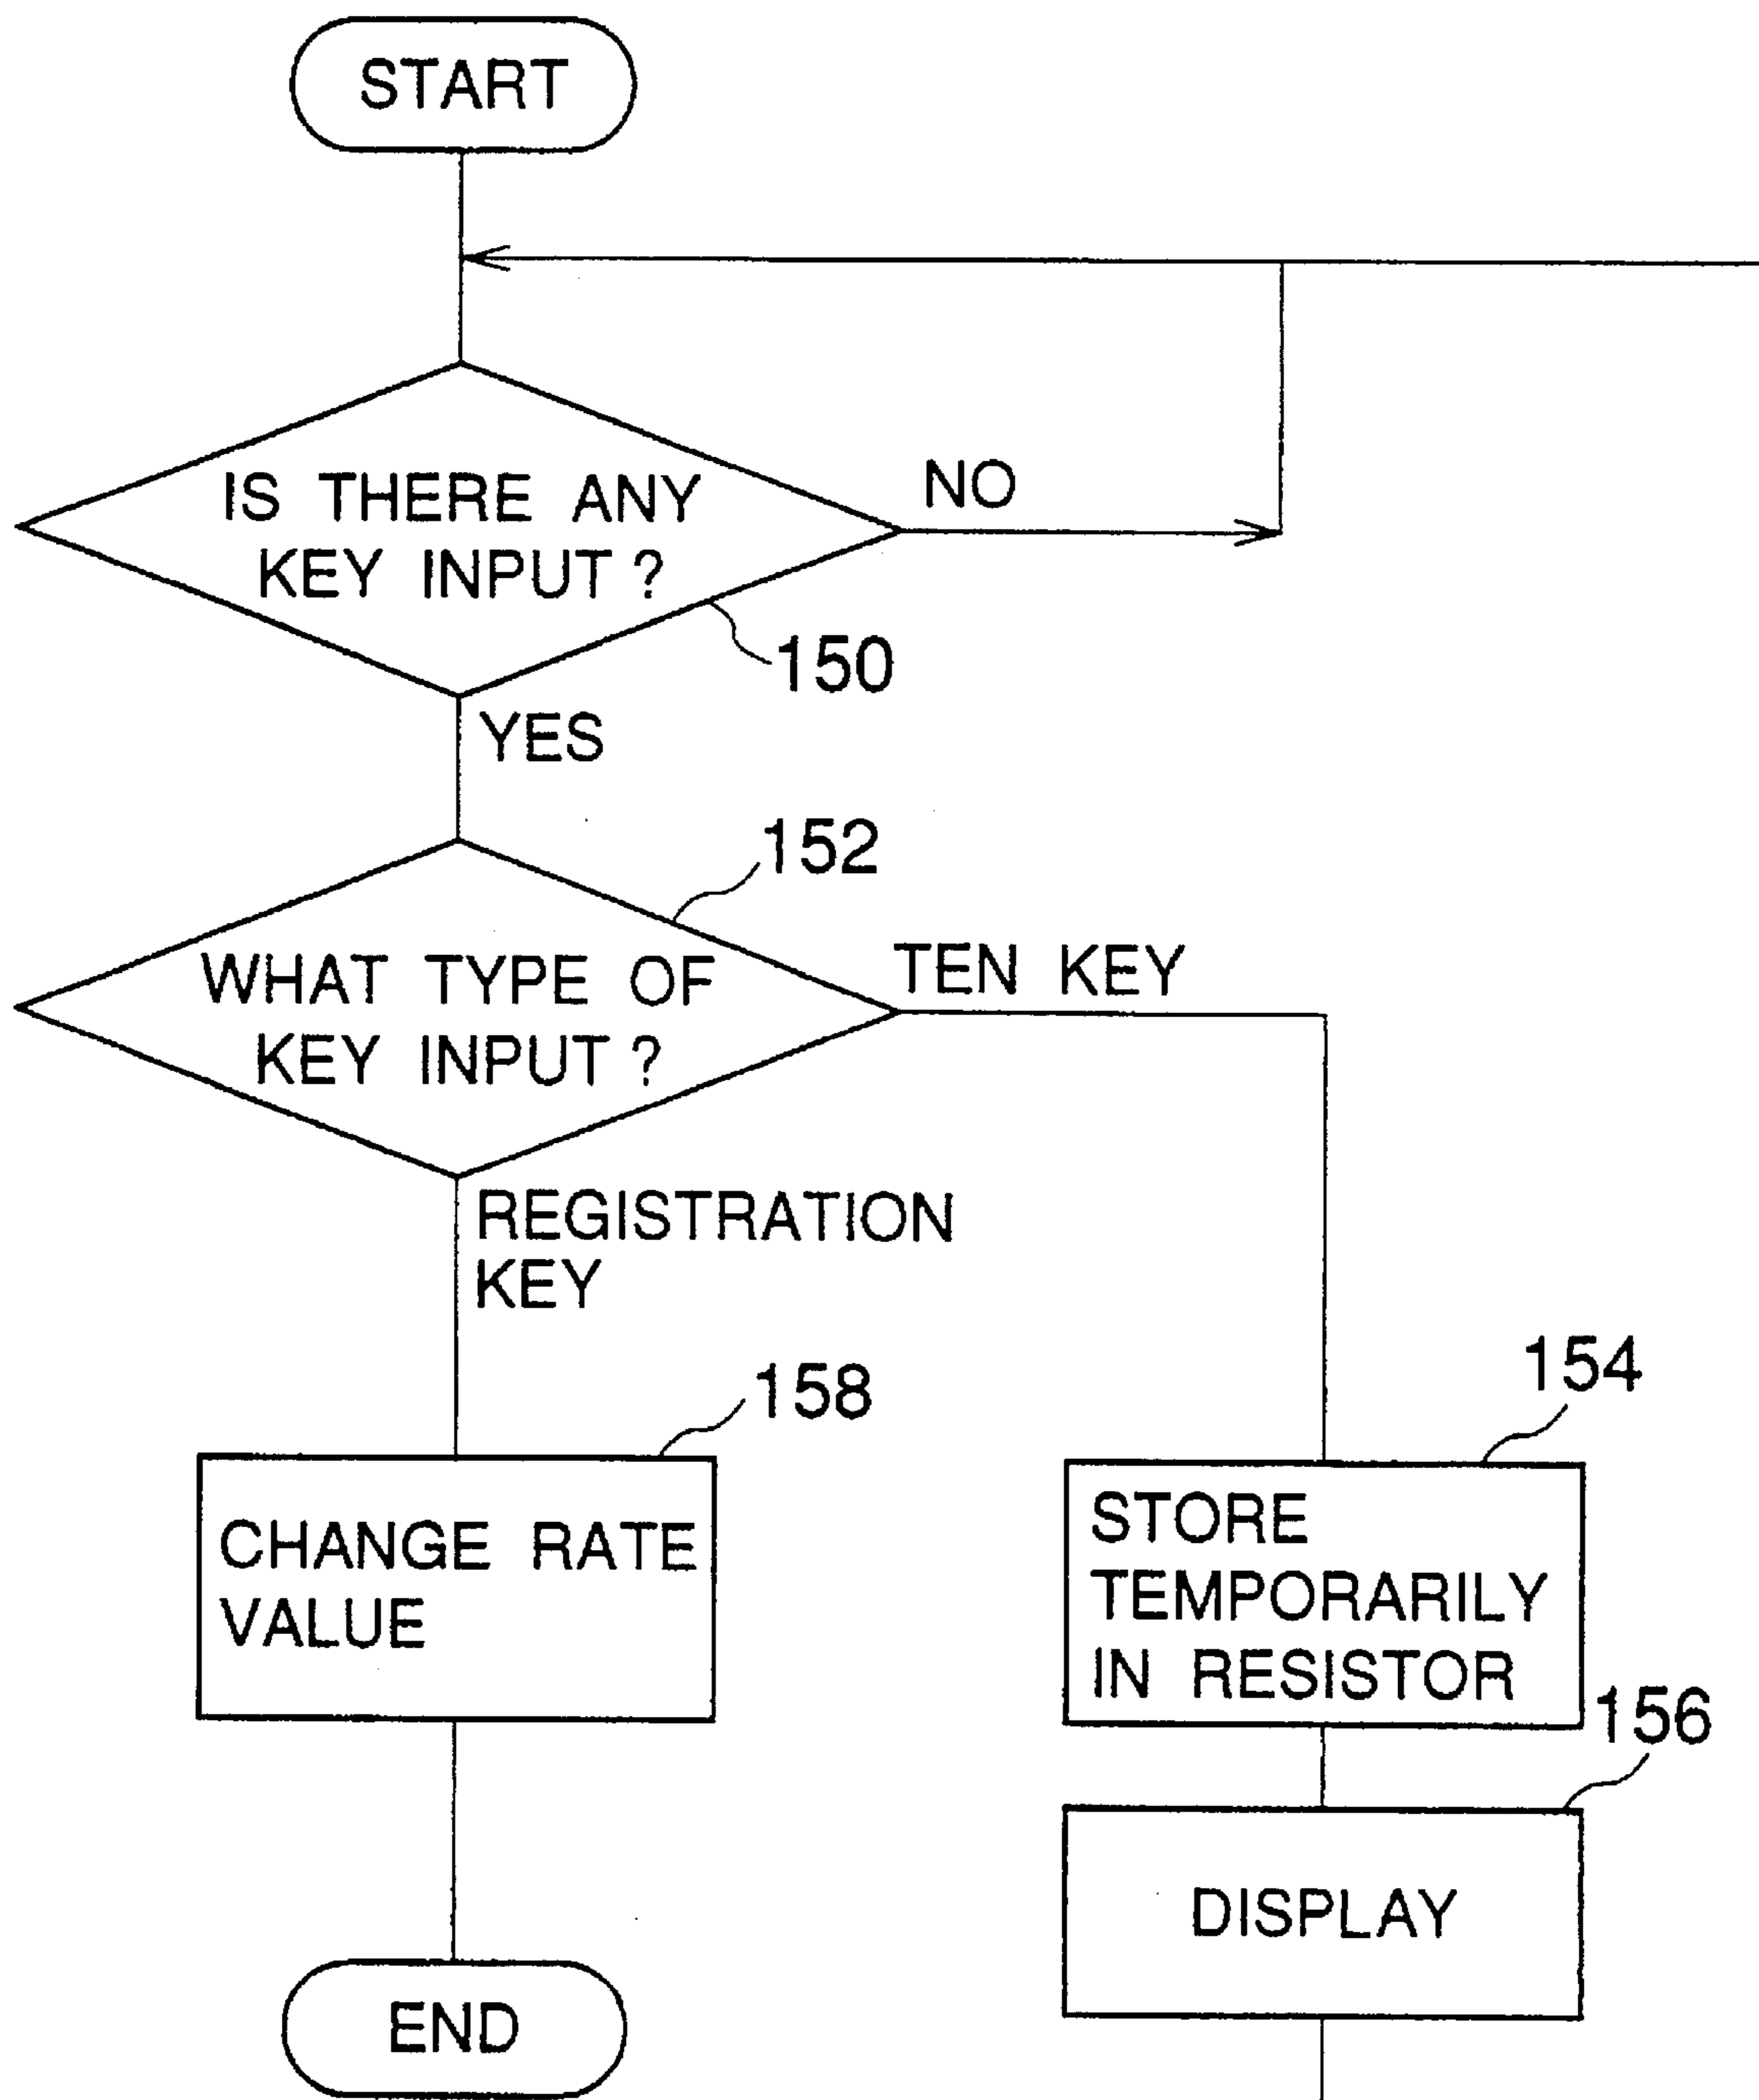 START
IS THERE ANY
KEY INPUT ?
NO
150
YES
152
WHAT TYPE OF
KEY INPUT ?
TEN KEY
REGISTRATION
KEY
158
CHANGE RATE
VALUE
154
STORE
TEMPORARILY
IN RESISTOR
156
DISPLAY
END